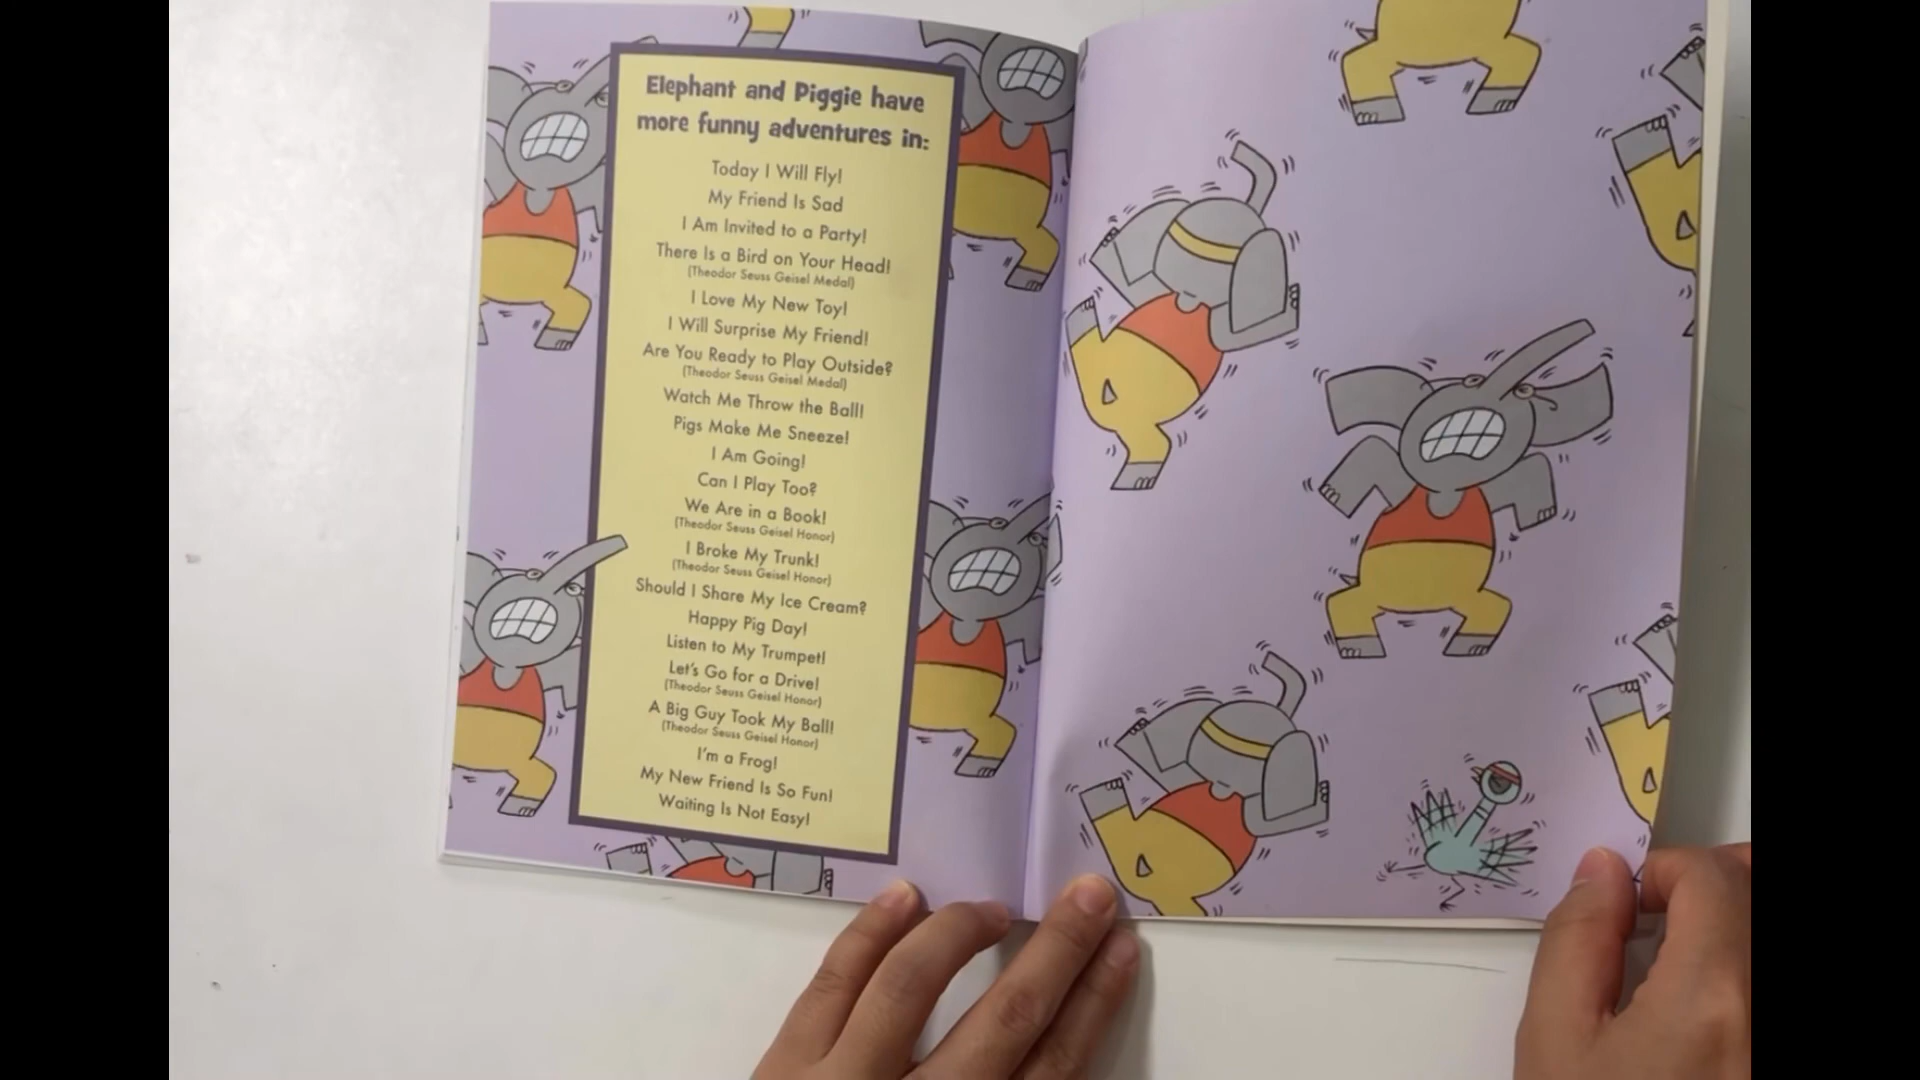 Elephant and Piggie have
more funny adventures in:
Today I Will Fly!
My Friend Is Sad
I Am Invited to a Party!
There Is a Bird on Your Head!
(Theodor Seuss Geisel Medal)
I Love My New Toy!
I Will Surprise My Friend!
Are You Ready to Play Outside?
(Theodor Seuss Geisel Medal)
Watch Me Throw the Ball!
Pigs Make Me Sneeze!
I Am Going!
Can I Play Too?
We Are in a Book!
(Theodor Seuss Geisel Honor)
I Broke My Trunk!
(Theodor Seuss Geisel Honor)
Should I Share My Ice Cream?
Happy Pig Day!
Listen to My Trumpet!
Let's Go for a Drive!
(Theodor Seuss Geisel Honor)
A Big Guy Took My Ball!
(Theodor Seuss Geisel Honor)
I'm a Frog!
My New Friend Is So Fun!
Waiting Is Not Easy!